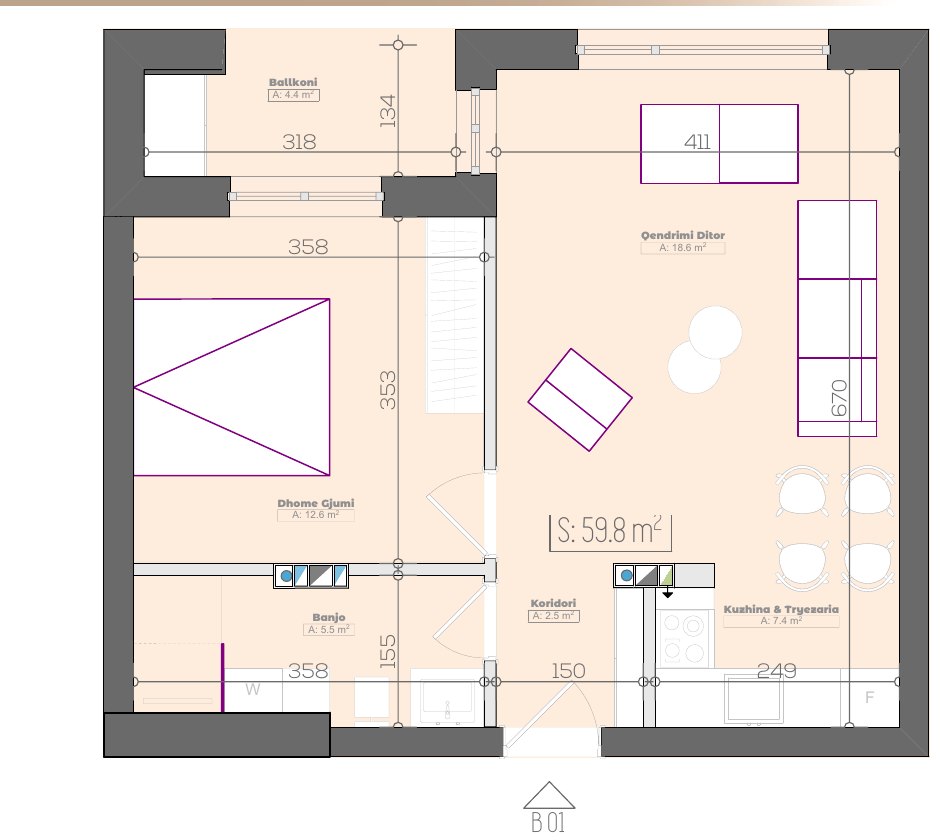 Ballkoni
A: 4.4 m²
134
318
411
Qendrimi Ditor
A: 18.6 m²
358
353
670
Dhome Gjumi
A: 12.6 m²
S: 59.8 m²
Banjo
A: 5.5 m²
Koridori
A: 2.5 m²
Kuzhina & Tryezaria
A: 7.4 m²
155
358
150
249
W
F
B 01